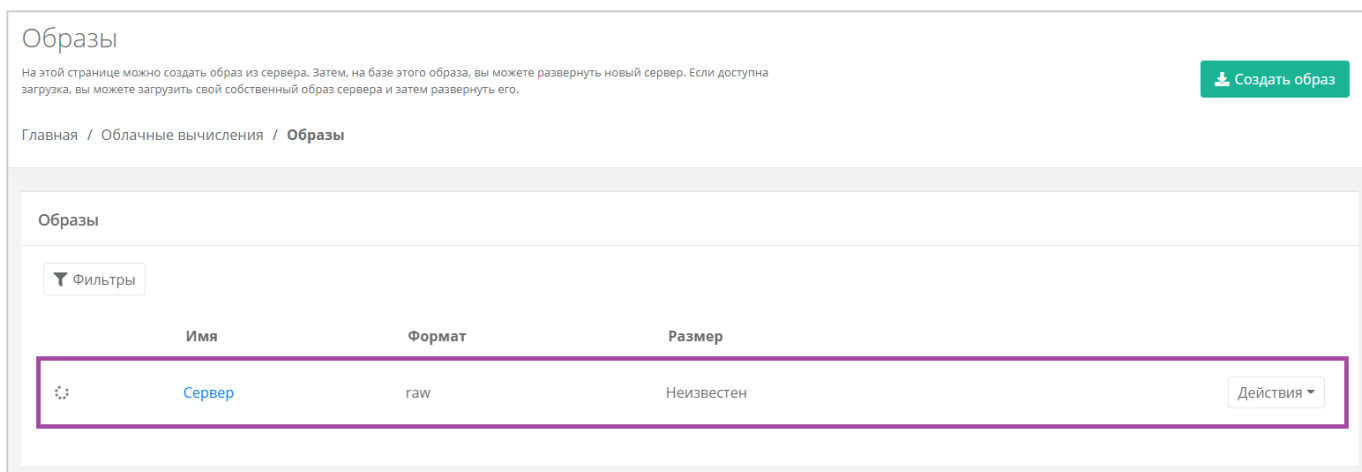 Образы
На этой странице можно создать образ из сервера. Затем, на базе этого образа, вы можете развернуть новый сервер. Если доступна
загрузка, вы можете загрузить свой собственный образ сервера и затем развернуть его.
Создать образ
Главная / Облачные вычисления / Образы
Образы
Фильтры
Имя Формат Размер
Сервер raw Неизвестен Действия